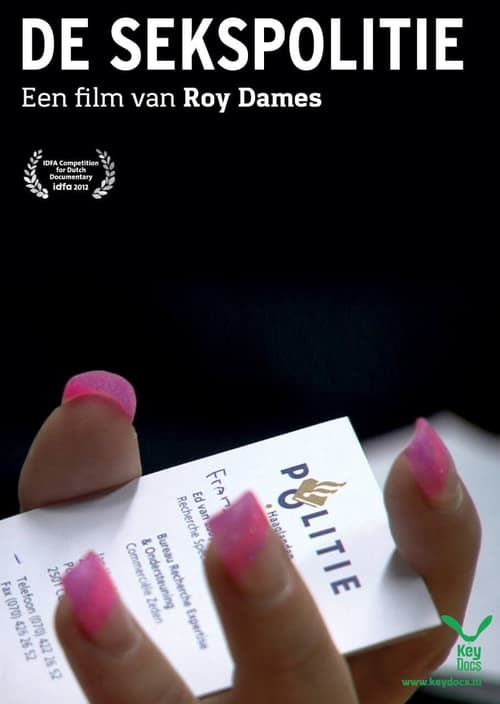 DE SEKSPOLITIE
Een film van Roy Dames
IDFA Competition
for Dutch
Documentary
idfa 2012
POLITIE
Haaglanden
Fran
Ed van
Recherche
Bureau Recherche Expertise
& Ondersteuning
Commerciële Zeden
Telefoon (070) 422 26 52
Fax (070) 426 26 52
Key
Docs
www.keydocs.nl